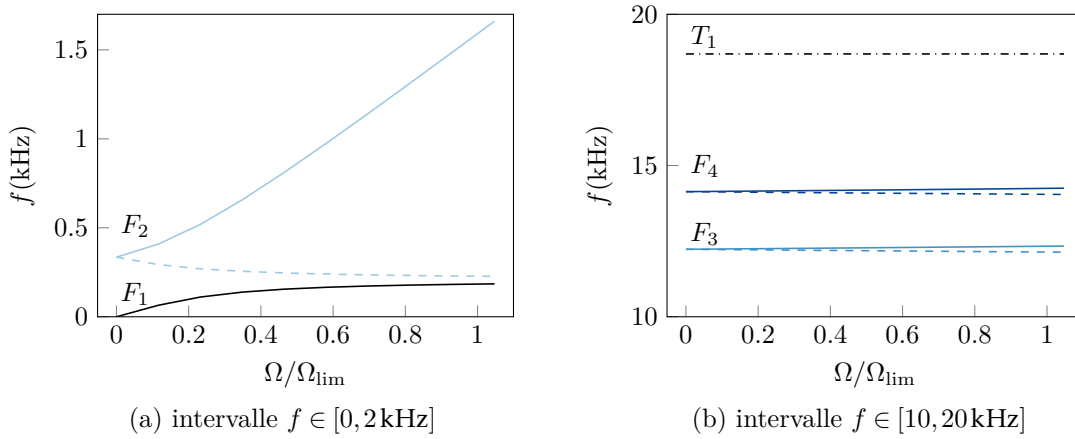 1.5
1
0.5
0
f(kHz)
F₂
F₁
0 0.2 0.4 0.6 0.8 1
Ω/Ωlim
(a) intervalle f ∈ [0, 2 kHz]
20
15
10
f(kHz)
T₁
F₄
F₃
0 0.2 0.4 0.6 0.8 1
Ω/Ωlim
(b) intervalle f ∈ [10, 20 kHz]